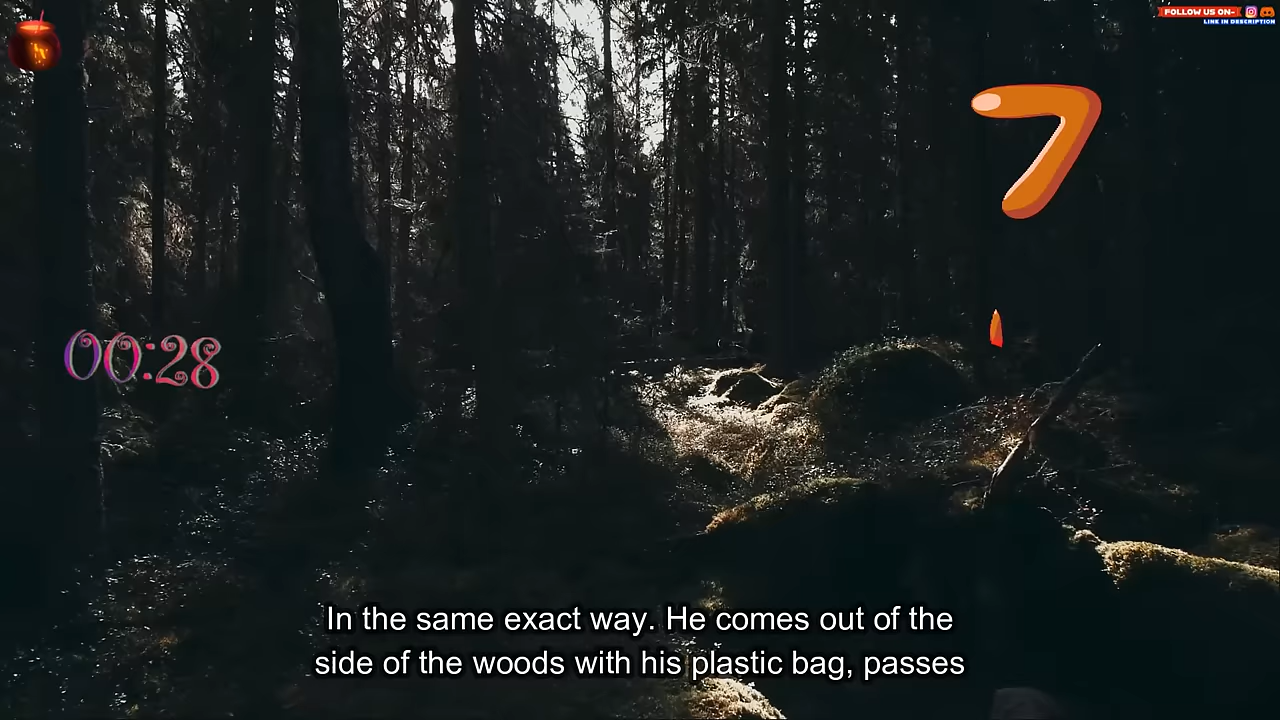 FOLLOW US ON-
LINK IN DESCRIPTION
7
00:28
In the same exact way. He comes out of the
side of the woods with his plastic bag, passes